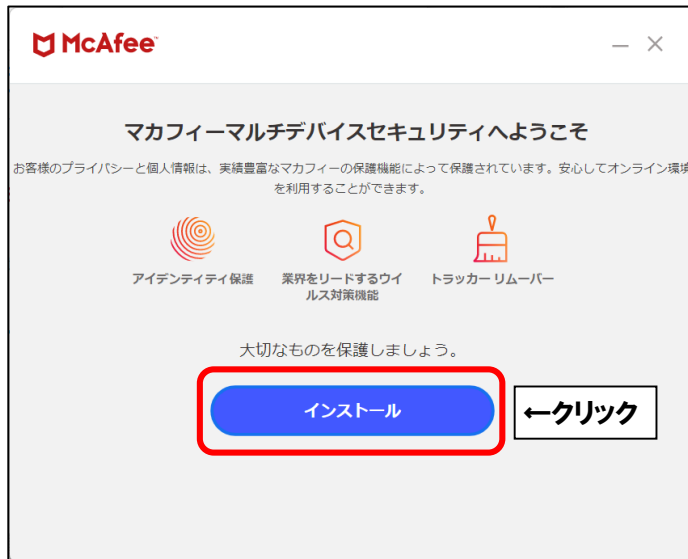 McAfee™
マカフィーマルチデバイスセキュリティへようこそ
お客様のプライバシーと個人情報は、実績豊富なマカフィーの保護機能によって保護されています。安心してオンライン環境
を利用することができます。
アイデンティティ保護
業界をリードするウイ
ルス対策機能
トラッカー リムーバー
大切なものを保護しましょう。
インストール
←クリック